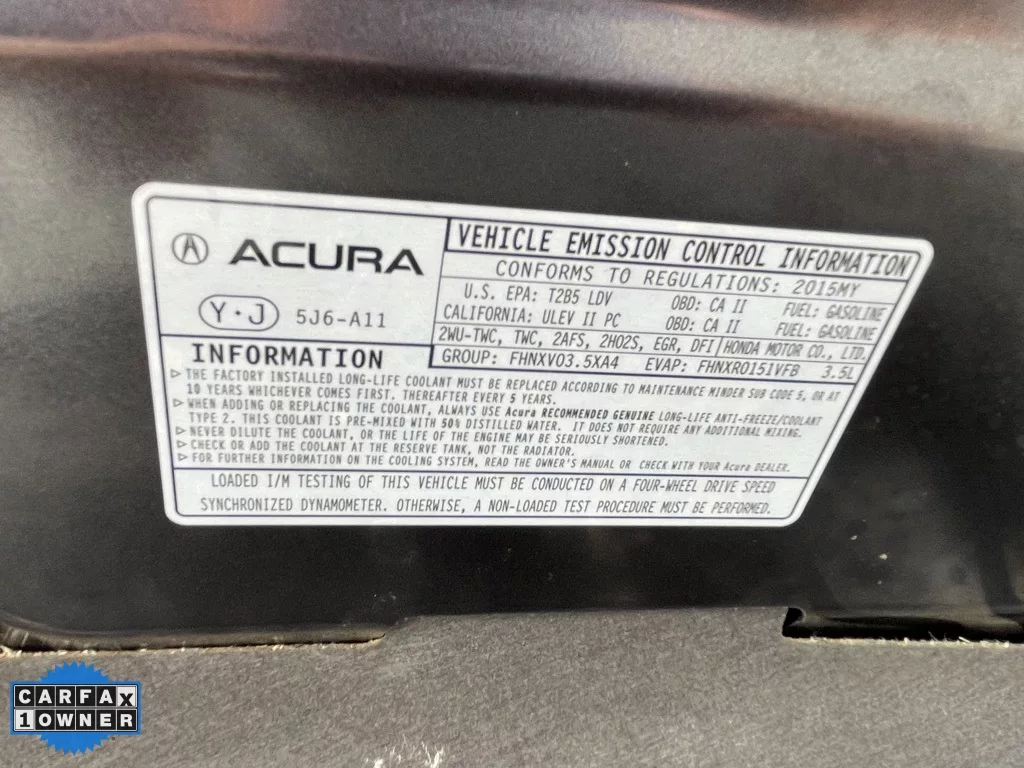 ACURA
Y·J 5J6-A11
VEHICLE EMISSION CONTROL INFORMATION
CONFORMS TO REGULATIONS: 2015MY
U.S. EPA: T2B5 LDV OBD: CA II FUEL: GASOLINE
CALIFORNIA: ULEV II PC OBD: CA II FUEL: GASOLINE
2WU-TWC, TWC, 2AFS, 2HO2S, EGR, DFI HONDA MOTOR CO., LTD.
GROUP: FHNXV03.5XA4 EVAP: FHNXR0151VFB 3.5L
INFORMATION
▷ THE FACTORY INSTALLED LONG-LIFE COOLANT MUST BE REPLACED ACCORDING TO MAINTENANCE MINDER SUB CODE 5, OR AT
10 YEARS WHICHEVER COMES FIRST. THEREAFTER EVERY 5 YEARS.
▷ WHEN ADDING OR REPLACING THE COOLANT, ALWAYS USE Acura RECOMMENDED GENUINE LONG-LIFE ANTI-FREEZE/COOLANT
TYPE 2. THIS COOLANT IS PRE-MIXED WITH 50% DISTILLED WATER. IT DOES NOT REQUIRE ANY ADDITIONAL MIXING.
▷ NEVER DILUTE THE COOLANT, OR THE LIFE OF THE ENGINE MAY BE SERIOUSLY SHORTENED.
▷ CHECK OR ADD THE COOLANT AT THE RESERVE TANK, NOT THE RADIATOR.
▷ FOR FURTHER INFORMATION ON THE COOLING SYSTEM, READ THE OWNER'S MANUAL OR CHECK WITH YOUR Acura DEALER.
LOADED I/M TESTING OF THIS VEHICLE MUST BE CONDUCTED ON A FOUR-WHEEL DRIVE SPEED
SYNCHRONIZED DYNAMOMETER. OTHERWISE, A NON-LOADED TEST PROCEDURE MUST BE PERFORMED.
CARFAX
1 OWNER